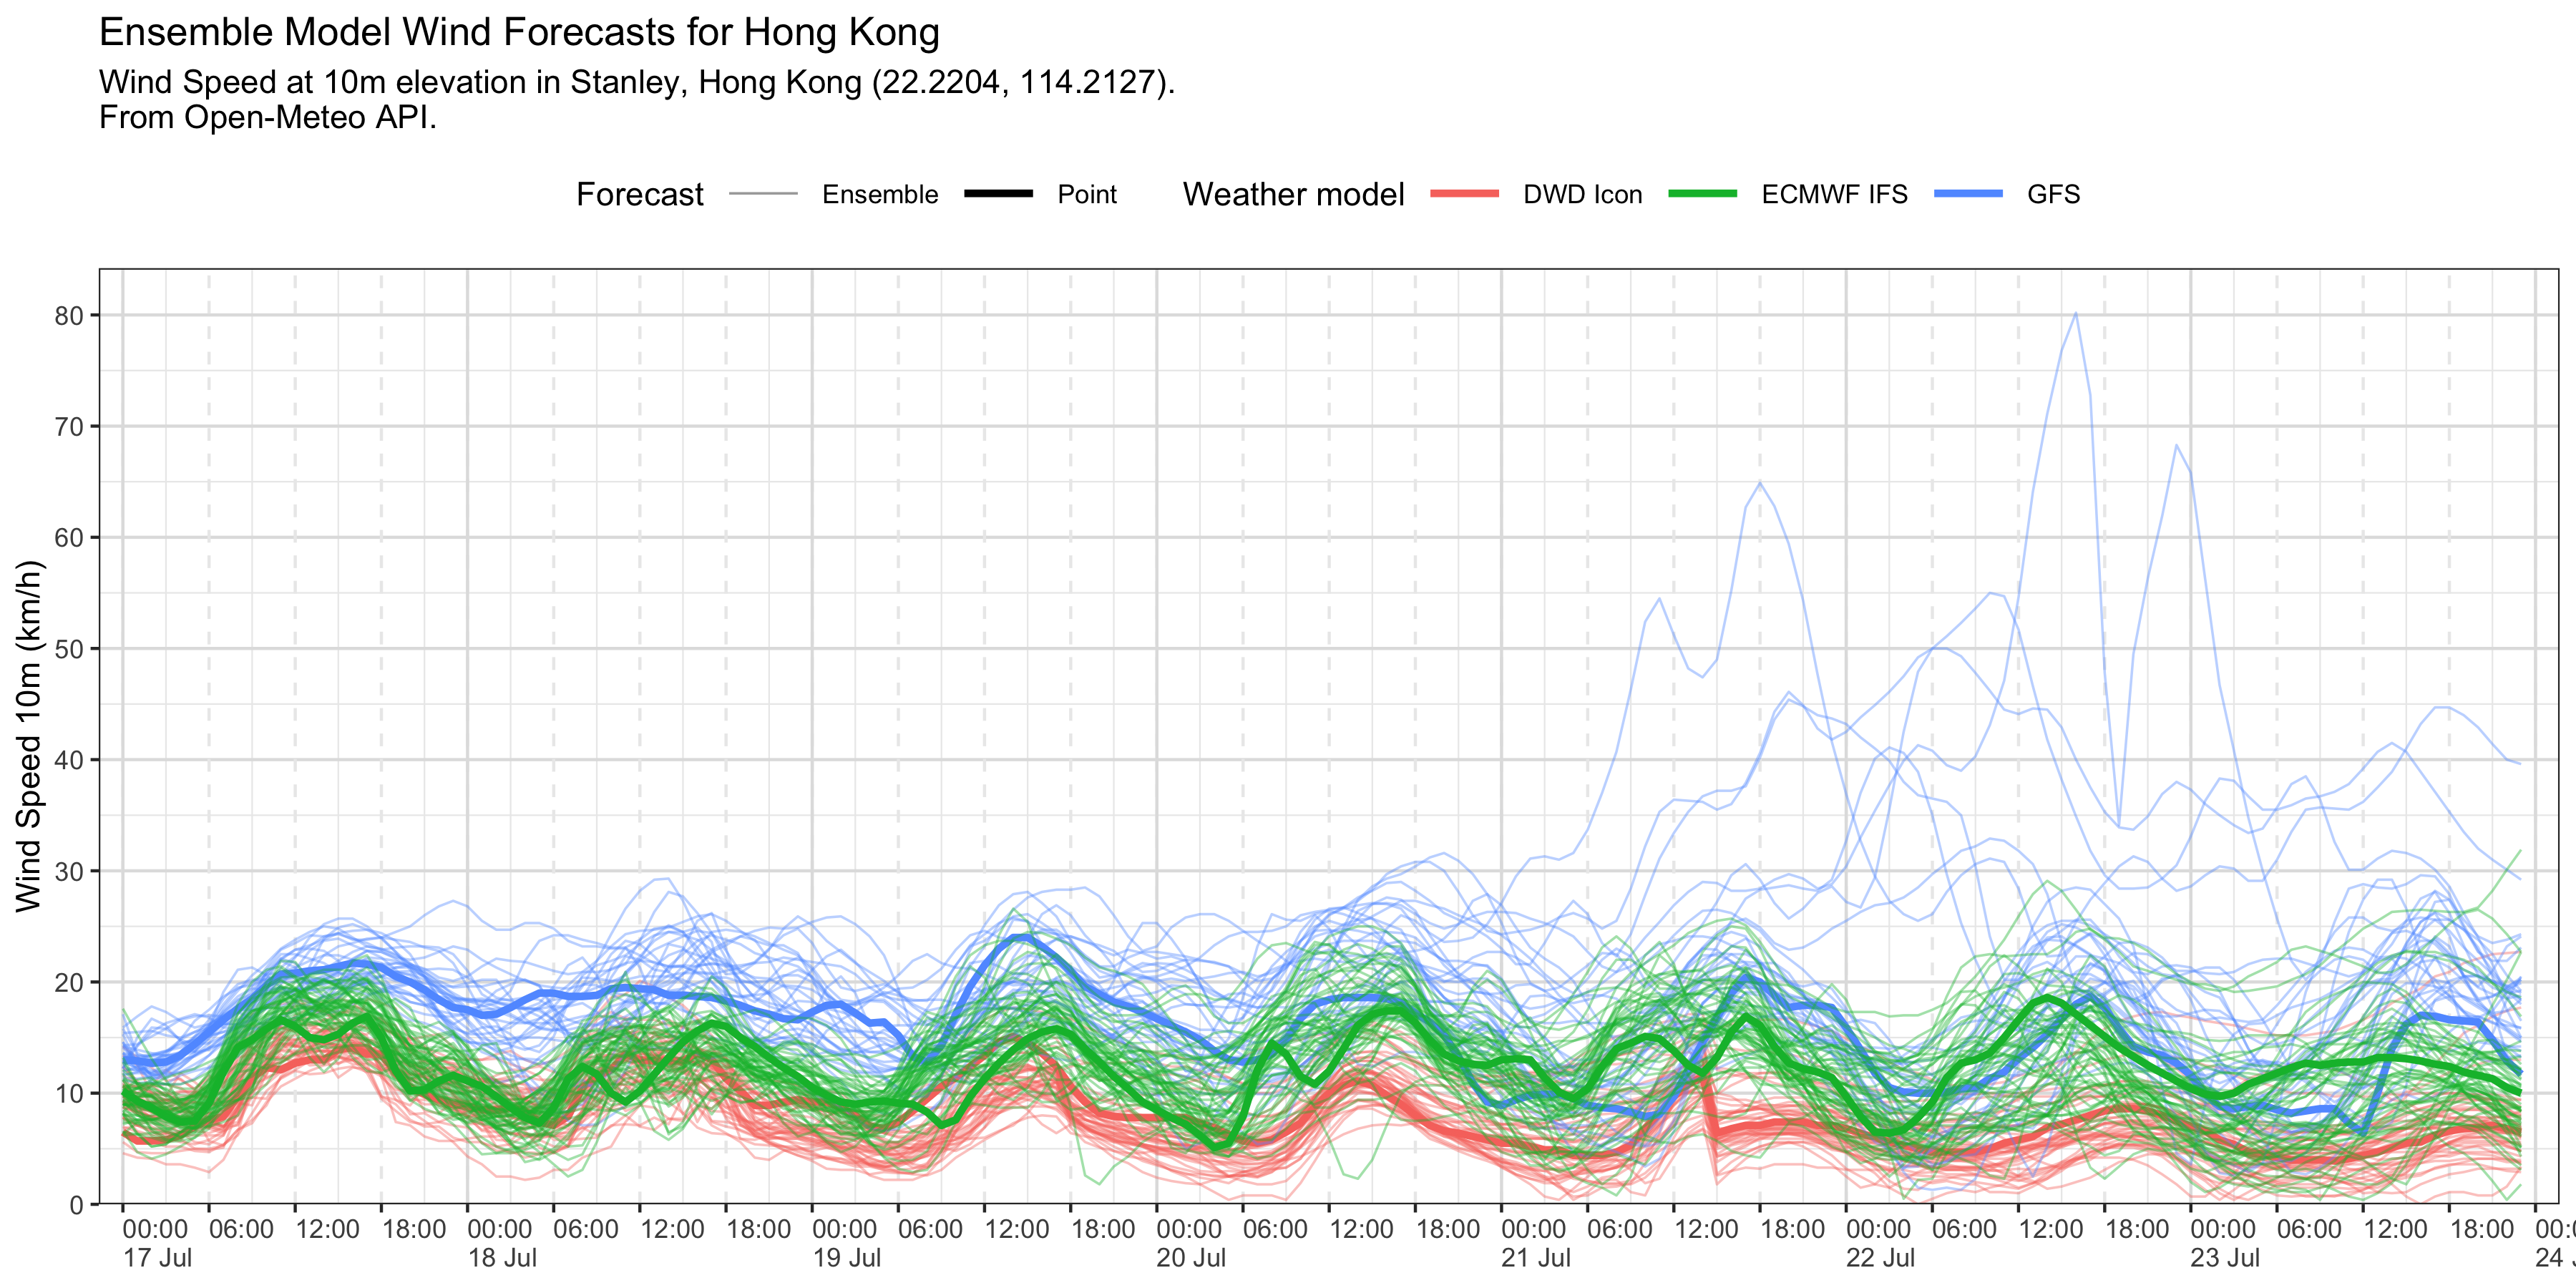 Ensemble Model Wind Forecasts for Hong Kong
Wind Speed at 10m elevation in Stanley, Hong Kong (22.2204, 114.2127).
From Open-Meteo API.
Forecast Ensemble Point Weather model DWD Icon ECMWF IFS GFS
Wind Speed 10m (km/h)
80
70
60
50
40
30
20
10
0
00:00 06:00 12:00 18:00 00:00 06:00 12:00 18:00 00:00 06:00 12:00 18:00 00:00 06:00 12:00 18:00 00:00 06:00 12:00 18:00 00:00 06:00 12:00 18:00 00:00 06:00 12:00 18:00 00:
17 Jul 18 Jul 19 Jul 20 Jul 21 Jul 22 Jul 23 Jul 24